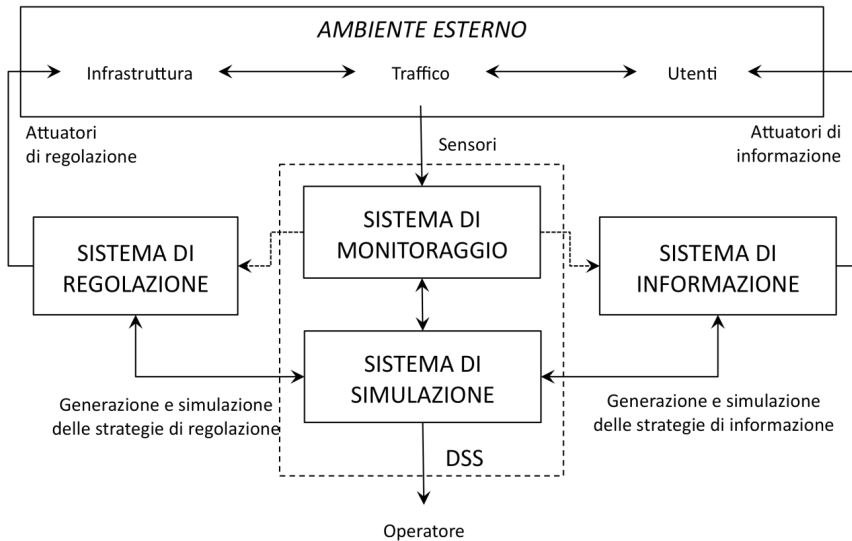 AMBIENTE ESTERNO
Infrastruttura
Traffico
Utenti
Attuatori
di regolazione
Sensori
Attuatori di
informazione
SISTEMA DI
MONITORAGGIO
SISTEMA DI
REGOLAZIONE
SISTEMA DI
INFORMAZIONE
SISTEMA DI
SIMULAZIONE
Generazione e simulazione
delle strategie di regolazione
Generazione e simulazione
delle strategie di informazione
DSS
Operatore